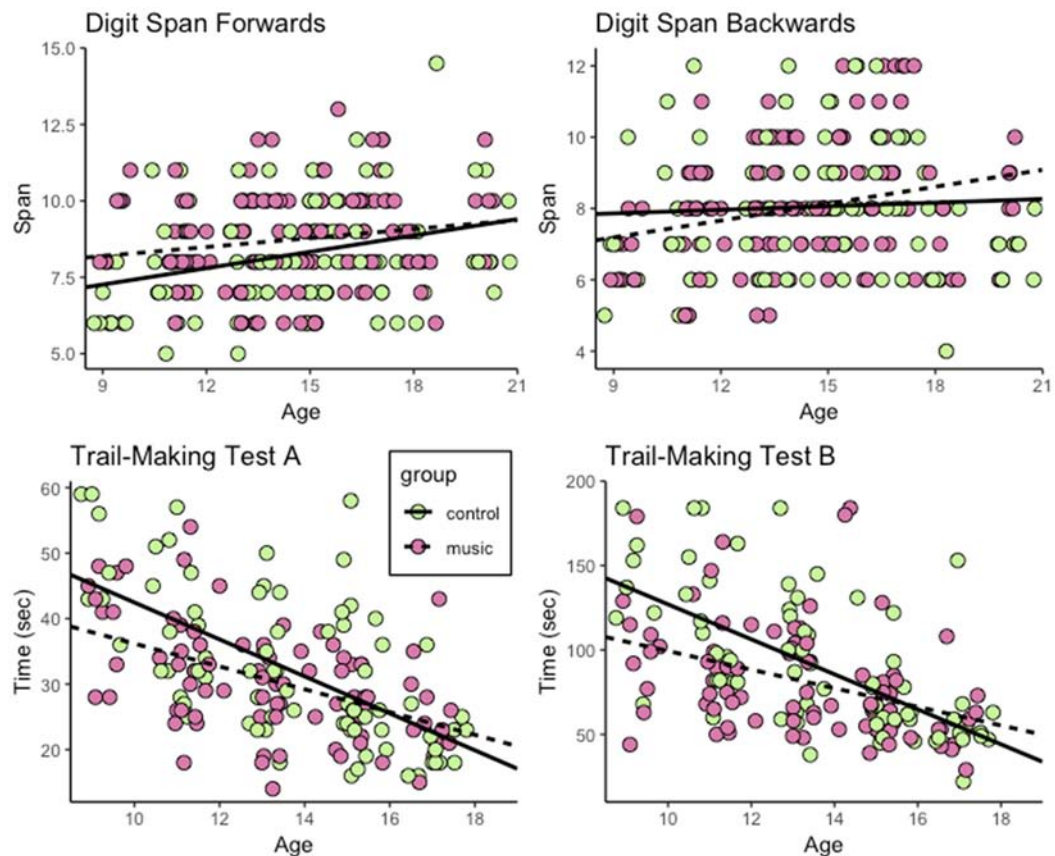 Digit Span Forwards
15.0
12.5
10.0
7.5
5.0
Span
9 12 15 18 21
Age
Digit Span Backwards
12
10
8
6
4
Span
9 12 15 18 21
Age
Trail-Making Test A
60
50
40
30
20
Time (sec)
10 12 14 16 18
Age
group
control
music
Trail-Making Test B
200
150
100
50
Time (sec)
10 12 14 16 18
Age